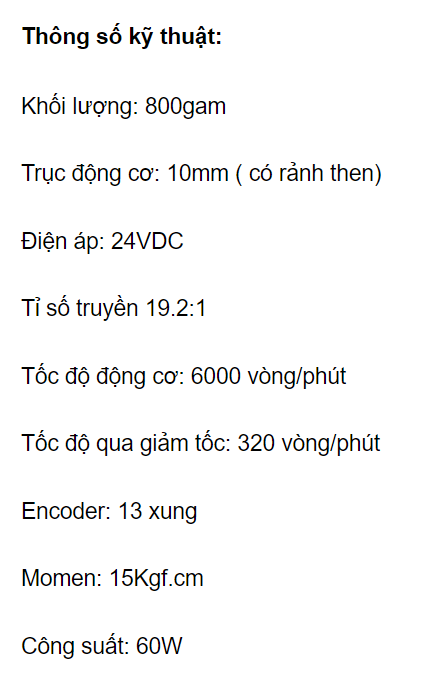 Thông số kỹ thuật:
Khối lượng: 800gam
Trục động cơ: 10mm ( có rảnh then)
Điện áp: 24VDC
Tỉ số truyền 19.2:1
Tốc độ động cơ: 6000 vòng/phút
Tốc độ qua giảm tốc: 320 vòng/phút
Encoder: 13 xung
Momen: 15Kgf.cm
Công suất: 60W